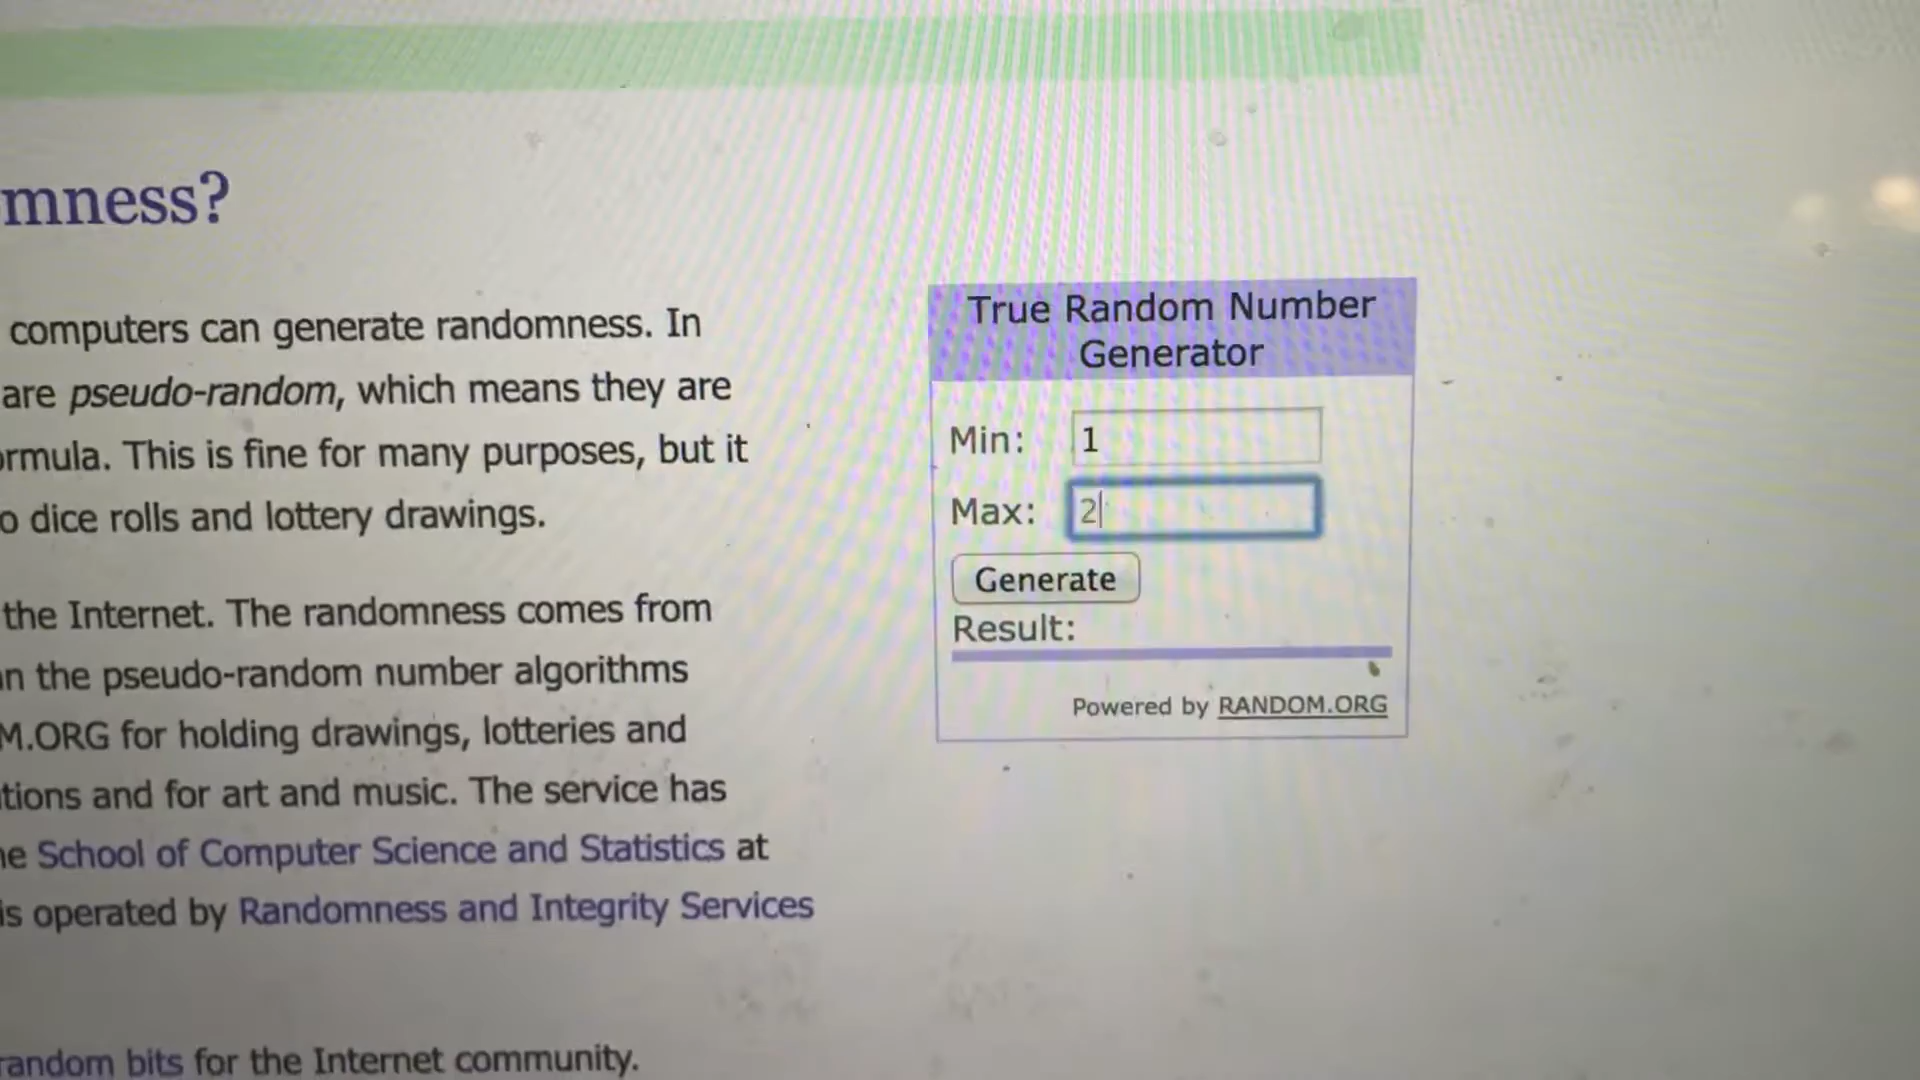 mness?
computers can generate randomness. In
are pseudo-random, which means they are
ormula. This is fine for many purposes, but it
o dice rolls and lottery drawings.
the Internet. The randomness comes from
an the pseudo-random number algorithms
M.ORG for holding drawings, lotteries and
tions and for art and music. The service has
he School of Computer Science and Statistics at
is operated by Randomness and Integrity Services
random bits for the Internet community.
True Random Number
Generator
Min: 1
Max: 2
Generate
Result:
Powered by RANDOM.ORG